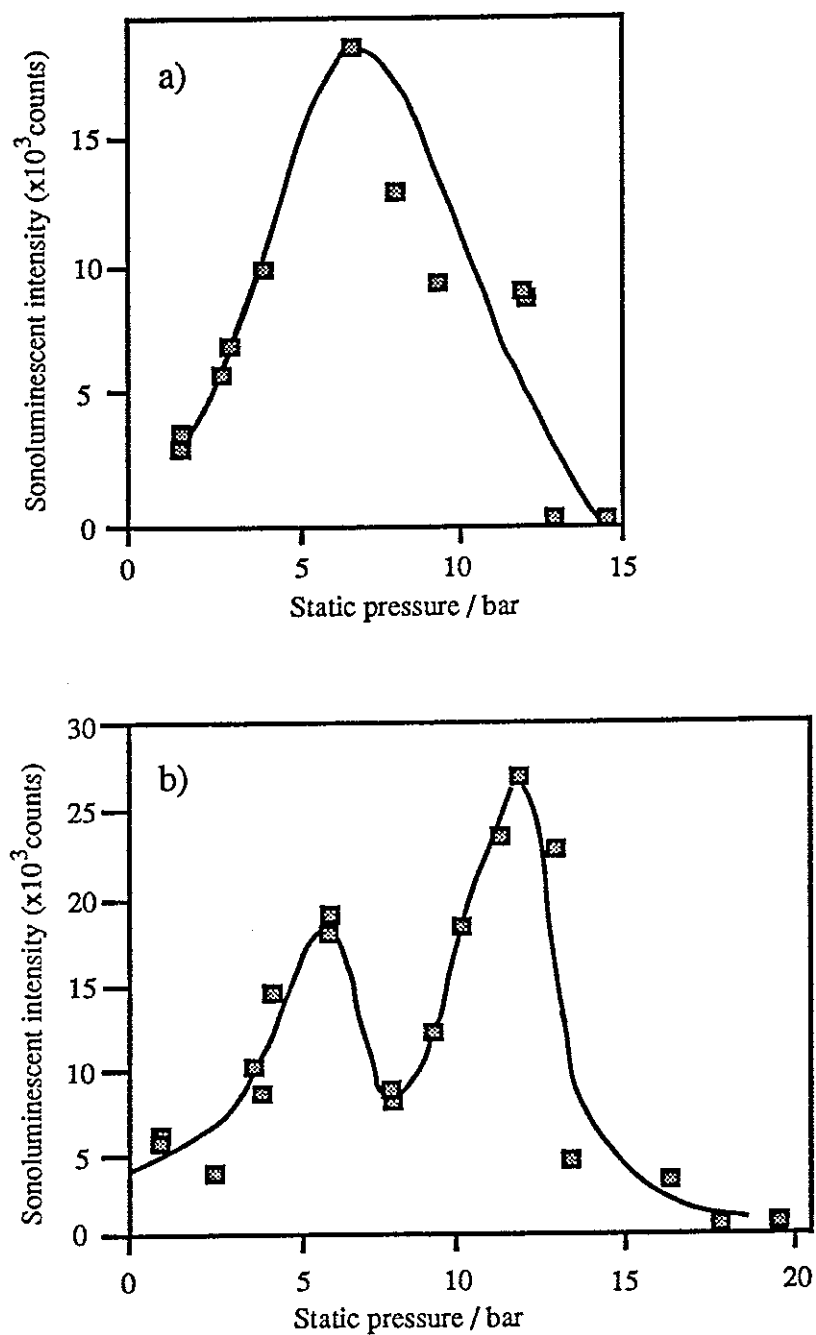 a)
Sonoluminescent intensity (x10³counts)
15
10
5
0
0 5 10 15
Static pressure / bar
b)
Sonoluminescent intensity (x10³counts)
30
25
20
15
10
5
0
0 5 10 15 20
Static pressure / bar